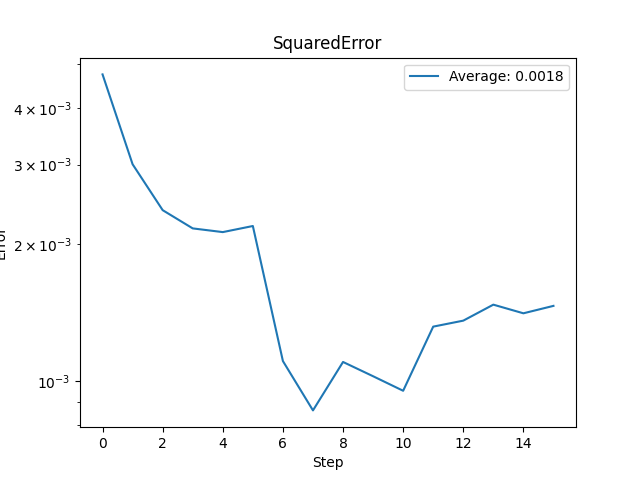 SquaredError
Average: 0.0018
4 × 10⁻³
3 × 10⁻³
2 × 10⁻³
10⁻³
Error
0 2 4 6 8 10 12 14
Step